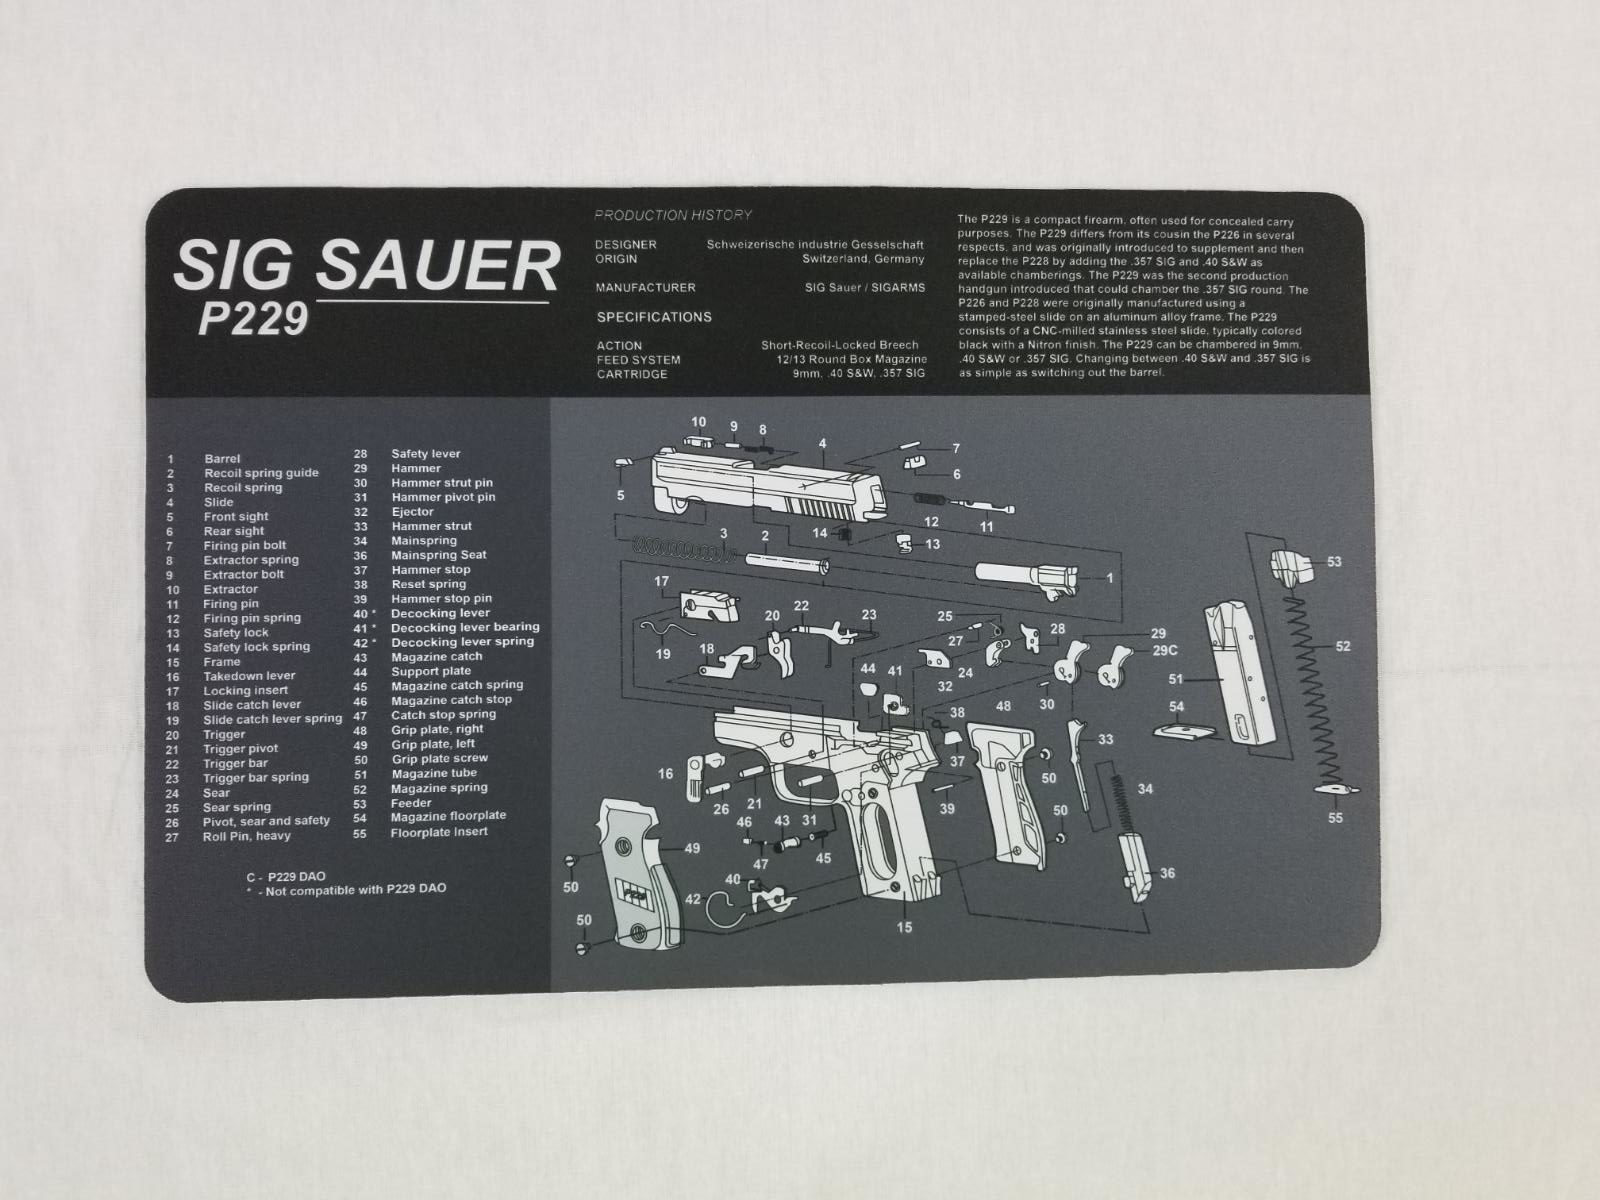 SIG SAUER
P229
PRODUCTION HISTORY
DESIGNER Schweizerische industrie Gesselschaft
ORIGIN Switzerland, Germany
MANUFACTURER SIG Sauer / SIGARMS
SPECIFICATIONS
ACTION Short-Recoil-Locked Breech
FEED SYSTEM 12/13 Round Box Magazine
CARTRIDGE 9mm, .40 S&W, .357 SIG
The P229 is a compact firearm, often used for concealed carry
purposes. The P229 differs from its cousin the P226 in several
respects, and was originally introduced to supplement and then
replace the P228 by adding the .357 SIG and .40 S&W as
available chamberings. The P229 was the second production
handgun introduced that could chamber the .357 SIG round. The
P226 and P228 were originally manufactured using a
stamped-steel slide on an aluminum alloy frame. The P229
consists of a CNC-milled stainless steel slide, typically colored
black with a Nitron finish. The P229 can be chambered in 9mm,
.40 S&W or .357 SIG. Changing between .40 S&W and .357 SIG is
as simple as switching out the barrel.
1 Barrel
2 Recoil spring guide
3 Recoil spring
4 Slide
5 Front sight
6 Rear sight
7 Firing pin bolt
8 Extractor spring
9 Extractor bolt
10 Extractor
11 Firing pin
12 Firing pin spring
13 Safety lock
14 Safety lock spring
15 Frame
16 Takedown lever
17 Locking insert
18 Slide catch lever
19 Slide catch lever spring
20 Trigger
21 Trigger pivot
22 Trigger bar
23 Trigger bar spring
24 Sear
25 Sear spring
26 Pivot, sear and safety
27 Roll Pin, heavy
28 Safety lever
29 Hammer
30 Hammer strut pin
31 Hammer pivot pin
32 Ejector
33 Hammer strut
34 Mainspring
36 Mainspring Seat
37 Hammer stop
38 Reset spring
39 Hammer stop pin
40 * Decocking lever
41 * Decocking lever bearing
42 * Decocking lever spring
43 Magazine catch
44 Support plate
45 Magazine catch spring
46 Magazine catch stop
47 Catch stop spring
48 Grip plate, right
49 Grip plate, left
50 Grip plate screw
51 Magazine tube
52 Magazine spring
53 Feeder
54 Magazine floorplate
55 Floorplate Insert
C - P229 DAO
* - Not compatible with P229 DAO
10 9 8 4 7
6
5 12 11
14 13
3 2
1
53
17
20 22 23 25
27 28 29
29C
19 18
24
44 41 32
52
51
30
38 48
54
33
37
16
50
34
26 21 31 39
50
55
46 43
49
47 45
36
50 40
42
50
15
P229